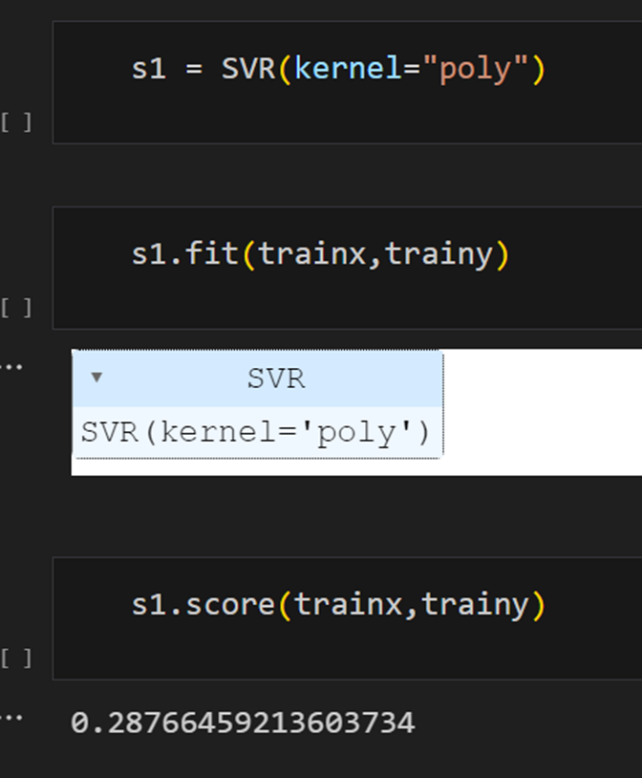 s1 = SVR(kernel="poly")
[ ]
s1.fit(trainx,trainy)
[ ]
...
▼ SVR
SVR(kernel='poly')
s1.score(trainx,trainy)
[ ]
...
0.28766459213603734